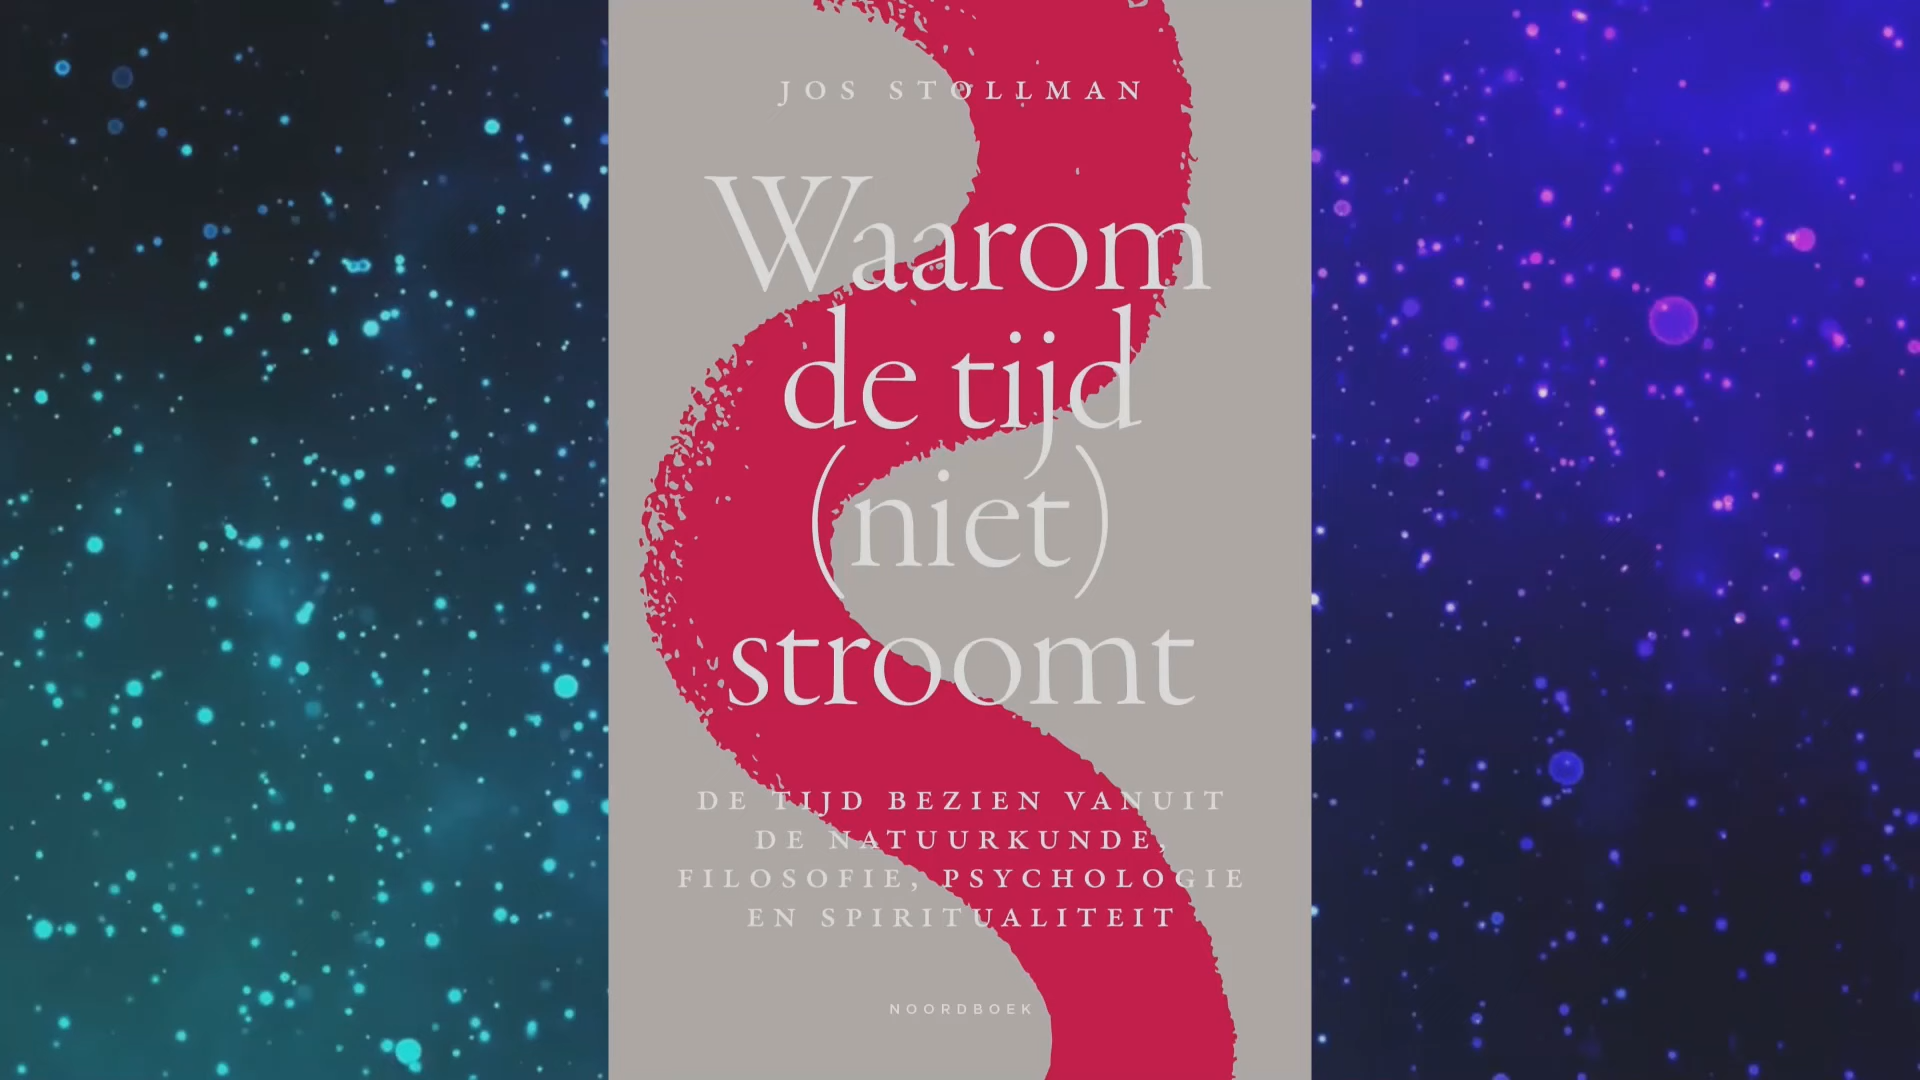 JOS STOLLMAN
Waarom
de tijd
(niet)
stroomt
DE TIJD BEZIEN VANUIT
DE NATUURKUNDE,
FILOSOFIE, PSYCHOLOGIE
EN SPIRITUALITEIT
NOORDBOEK